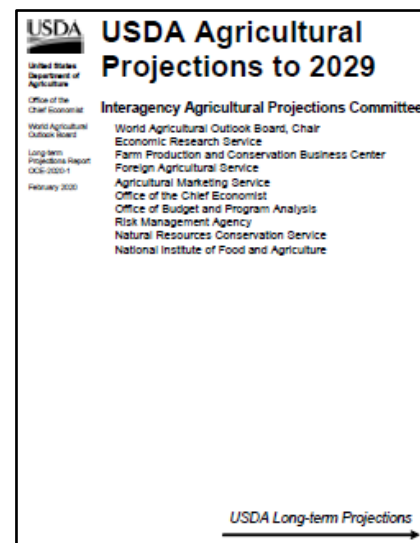 USDA
United States
Department of
Agriculture
Office of the
Chief Economist
World Agricultural
Outlook Board
Long-term
Projections Report
OCE-2020-1
February 2020
USDA Agricultural
Projections to 2029
Interagency Agricultural Projections Committee
World Agricultural Outlook Board, Chair
Economic Research Service
Farm Production and Conservation Business Center
Foreign Agricultural Service
Agricultural Marketing Service
Office of the Chief Economist
Office of Budget and Program Analysis
Risk Management Agency
Natural Resources Conservation Service
National Institute of Food and Agriculture
USDA Long-term Projections